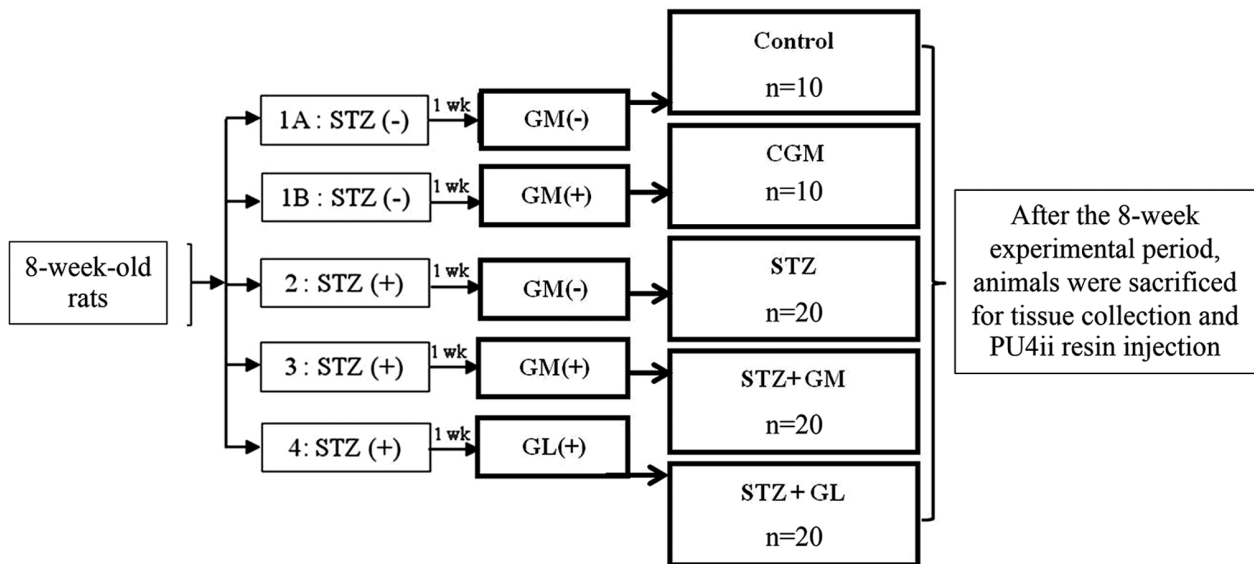 8-week-old
rats
1A : STZ (-)
1 wk
GM(-)
Control
n=10
1B : STZ (-)
1 wk
GM(+)
CGM
n=10
2 : STZ (+)
1 wk
GM(-)
STZ
n=20
3 : STZ (+)
1 wk
GM(+)
STZ+GM
n=20
4: STZ (+)
1 wk
GL(+)
STZ+GL
n=20
After the 8-week
experimental period,
animals were sacrificed
for tissue collection and
PU4ii resin injection